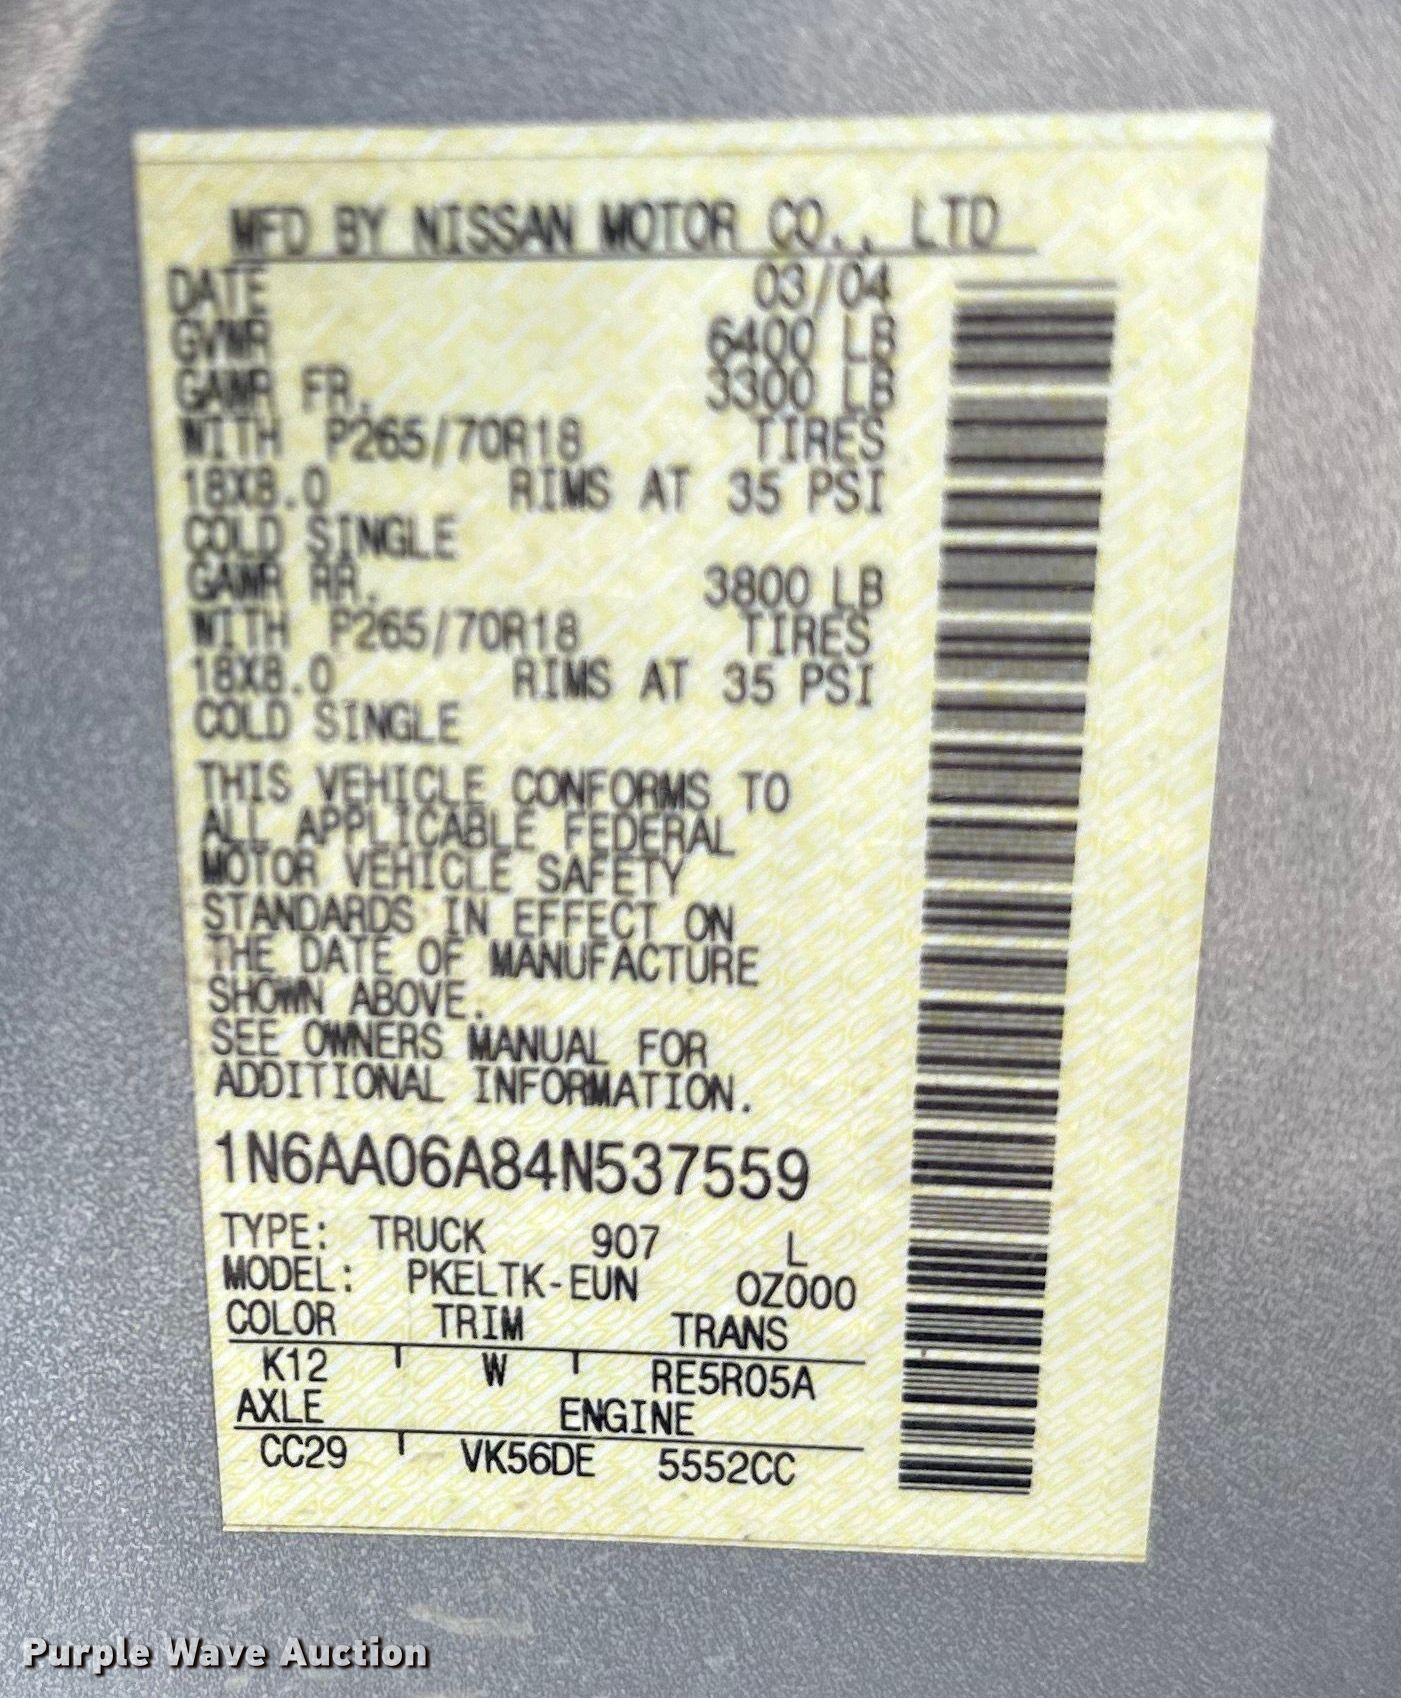 MFD BY NISSAN MOTOR CO., LTD
DATE 03/04
GVWR 6400 LB
GAWR FR. 3300 LB
WITH P265/70R18 TIRES
18X8.0 RIMS AT 35 PSI
COLD SINGLE
GAWR RR. 3800 LB
WITH P265/70R18 TIRES
18X8.0 RIMS AT 35 PSI
COLD SINGLE
THIS VEHICLE CONFORMS TO
ALL APPLICABLE FEDERAL
MOTOR VEHICLE SAFETY
STANDARDS IN EFFECT ON
THE DATE OF MANUFACTURE
SHOWN ABOVE.
SEE OWNERS MANUAL FOR
ADDITIONAL INFORMATION.
1N6AA06A84N537559
TYPE: TRUCK 907 L
MODEL: PKELTK-EUN 0Z000
COLOR TRIM TRANS
K12 W RE5R05A
AXLE ENGINE
CC29 VK56DE 5552CC
Purple Wave Auction